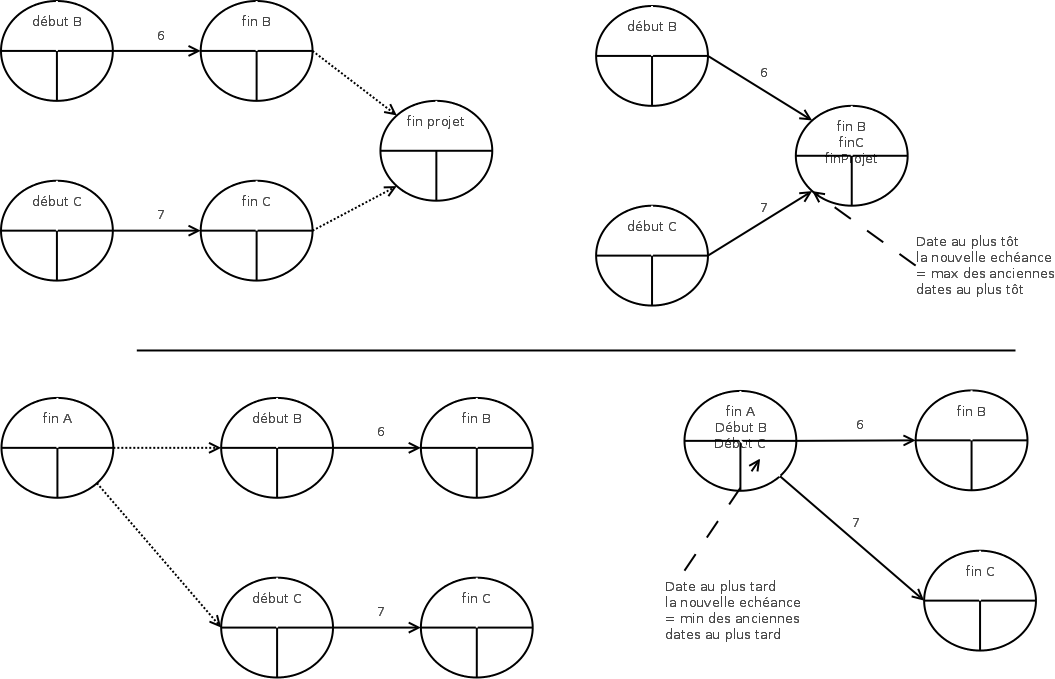 début B
6
fin B
fin projet
début C
7
fin C
début B
6
fin B
finC
finProjet
début C
7
Date au plus tôt
la nouvelle echéance
= max des anciennes
dates au plus tôt
fin A
début B
6
fin B
début C
7
fin C
fin A
Début B
Début C
6
fin B
7
fin C
Date au plus tard
la nouvelle echéance
= min des anciennes
dates au plus tard